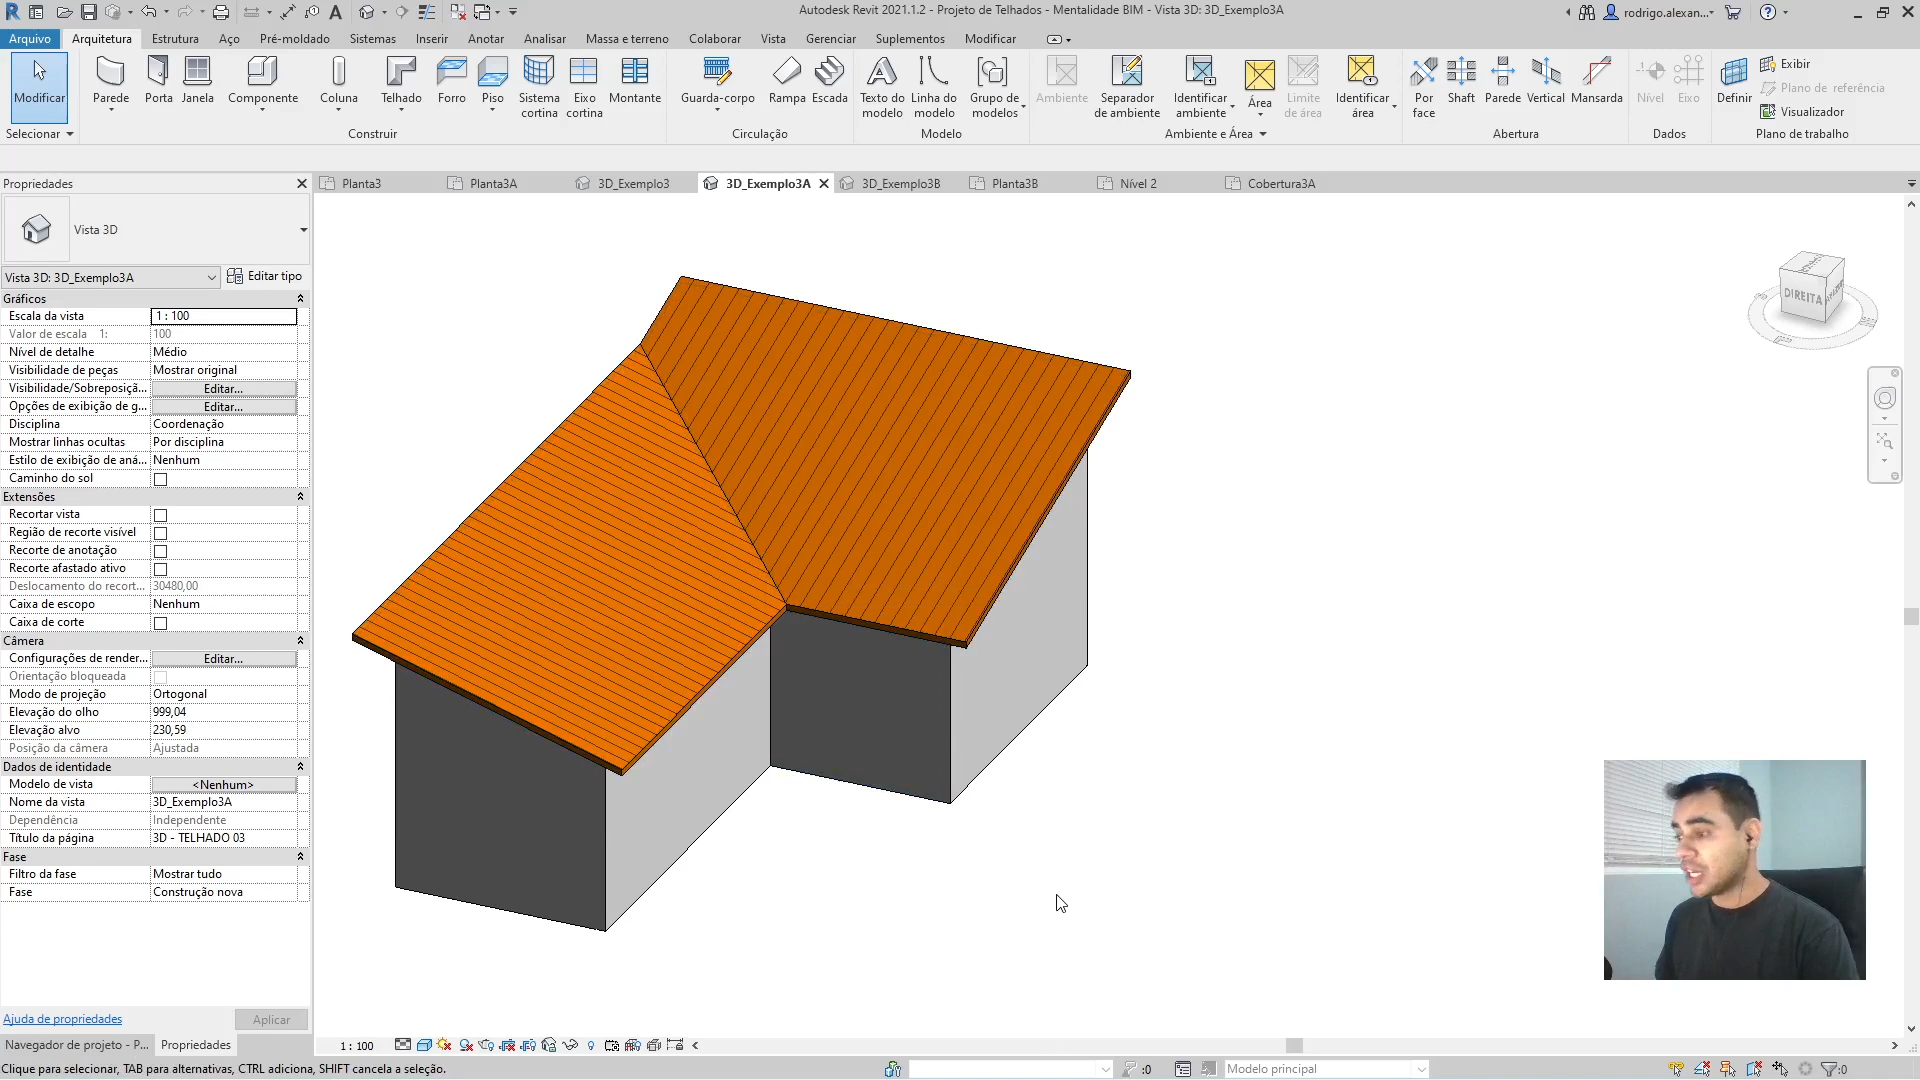 Autodesk Revit 2021.1.2 - Projeto de Telhados - Mentalidade BIM - Vista 3D: 3D_Exemplo3A
rodrigo.alexan...
Arquivo Arquitetura Estrutura Aço Pré-moldado Sistemas Inserir Anotar Analisar Massa e terreno Colaborar Vista Gerenciar Suplementos Modificar
Modificar
Parede
Porta
Janela
Componente
Coluna
Telhado
Forro
Piso
Sistema cortina
Eixo cortina
Montante
Guarda-corpo
Rampa
Escada
Texto do modelo
Linha do modelo
Grupo de modelos
Ambiente
Separador de ambiente
Identificar ambiente
Área
Limite de área
Identificar área
Por face
Shaft
Parede
Vertical
Mansarda
Nível
Eixo
Definir
Exibir
Plano de referência
Visualizador
Selecionar Construir Circulação Modelo Ambiente e Área Abertura Dados Plano de trabalho
Propriedades
Planta3 Planta3A 3D_Exemplo3 3D_Exemplo3A 3D_Exemplo3B Planta3B Nível 2 Cobertura3A
Vista 3D
Vista 3D: 3D_Exemplo3A Editar tipo
Gráficos
Escala da vista 1 : 100
Valor de escala 1: 100
Nível de detalhe Médio
Visibilidade de peças Mostrar original
Visibilidade/Sobreposiçã... Editar...
Opções de exibição de g... Editar...
Disciplina Coordenação
Mostrar linhas ocultas Por disciplina
Estilo de exibição de aná... Nenhum
Caminho do sol
Extensões
Recortar vista
Região de recorte visível
Recorte de anotação
Recorte afastado ativo
Deslocamento do recort... 30480,00
Caixa de escopo Nenhum
Caixa de corte
Câmera
Configurações de render... Editar...
Orientação bloqueada
Modo de projeção Ortogonal
Elevação do olho 999,04
Elevação alvo 230,59
Posição da câmera Ajustada
Dados de identidade
Modelo de vista <Nenhum>
Nome da vista 3D_Exemplo3A
Dependência Independente
Título da página 3D - TELHADO 03
Fase
Filtro da fase Mostrar tudo
Fase Construção nova
DIREITA
Ajuda de propriedades Aplicar
Navegador de projeto - P... Propriedades
1 : 100
Clique para selecionar, TAB para alternativas, CTRL adiciona, SHIFT cancela a seleção.
:0
Modelo principal
:0